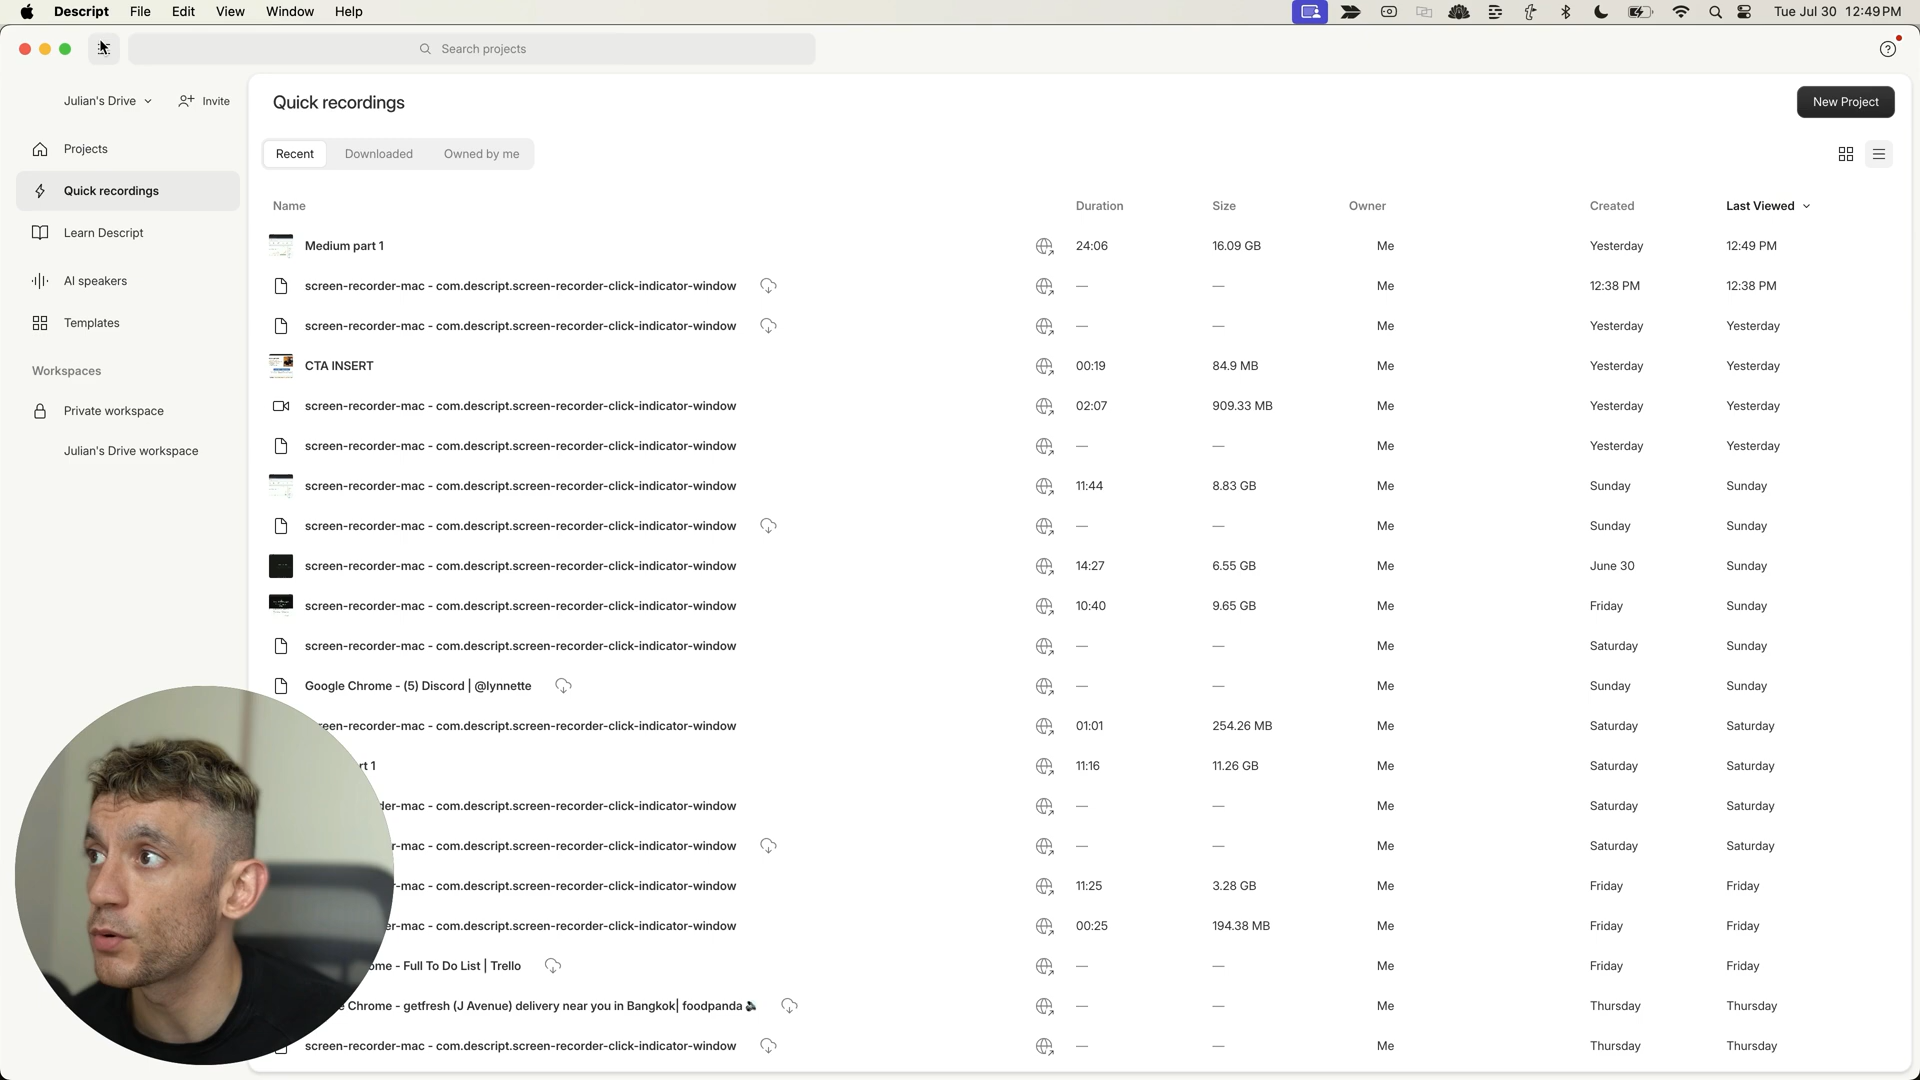 Descript File Edit View Window Help Tue Jul 30 12:49 PM
Search projects
Julian's Drive Invite
Projects
Quick recordings
Learn Descript
AI speakers
Templates
Workspaces
Private workspace
Julian's Drive workspace
Quick recordings New Project
Recent Downloaded Owned by me
Name Duration Size Owner Created Last Viewed
Medium part 1 24:06 16.09 GB Me Yesterday 12:49 PM
screen-recorder-mac - com.descript.screen-recorder-click-indicator-window — — Me 12:38 PM 12:38 PM
screen-recorder-mac - com.descript.screen-recorder-click-indicator-window — — Me Yesterday Yesterday
CTA INSERT 00:19 84.9 MB Me Yesterday Yesterday
screen-recorder-mac - com.descript.screen-recorder-click-indicator-window 02:07 909.33 MB Me Yesterday Yesterday
screen-recorder-mac - com.descript.screen-recorder-click-indicator-window — — Me Yesterday Yesterday
screen-recorder-mac - com.descript.screen-recorder-click-indicator-window 11:44 8.83 GB Me Sunday Sunday
screen-recorder-mac - com.descript.screen-recorder-click-indicator-window — — Me Sunday Sunday
screen-recorder-mac - com.descript.screen-recorder-click-indicator-window 14:27 6.55 GB Me June 30 Sunday
screen-recorder-mac - com.descript.screen-recorder-click-indicator-window 10:40 9.65 GB Me Friday Sunday
screen-recorder-mac - com.descript.screen-recorder-click-indicator-window — — Me Saturday Sunday
Google Chrome - (5) Discord | @lynnette — — Me Sunday Sunday
een-recorder-mac - com.descript.screen-recorder-click-indicator-window 01:01 254.26 MB Me Saturday Saturday
rt 1 11:16 11.26 GB Me Saturday Saturday
er-mac - com.descript.screen-recorder-click-indicator-window — — Me Saturday Saturday
r-mac - com.descript.screen-recorder-click-indicator-window — — Me Saturday Saturday
-mac - com.descript.screen-recorder-click-indicator-window 11:25 3.28 GB Me Friday Friday
er-mac - com.descript.screen-recorder-click-indicator-window 00:25 194.38 MB Me Friday Friday
ome - Full To Do List | Trello — — Me Friday Friday
e Chrome - getfresh (J Avenue) delivery near you in Bangkok| foodpanda — — Me Thursday Thursday
screen-recorder-mac - com.descript.screen-recorder-click-indicator-window — — Me Thursday Thursday